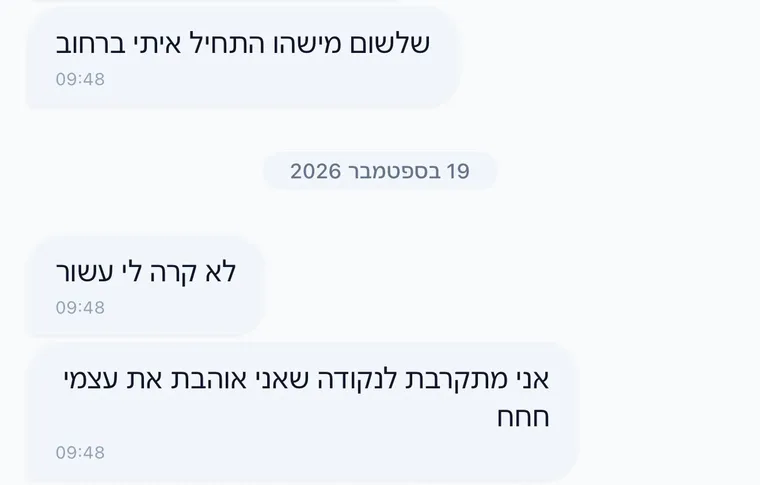 שלשום מישהו התחיל איתי ברחוב
09:48
19 בספטמבר 2026
לא קרה לי עשור
09:48
אני מתקרבת לנקודה שאני אוהבת את עצמי
חחח
09:48